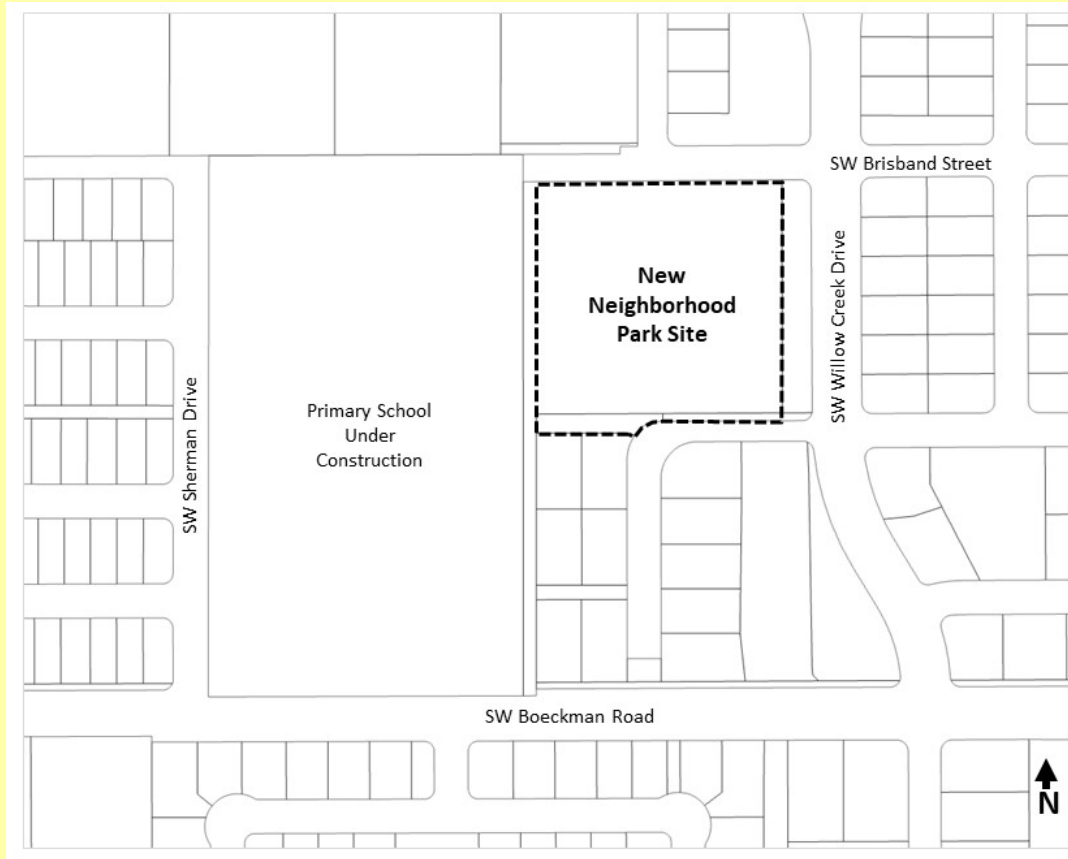 SW Brisband Street
New
Neighborhood
Park Site
SW Willow Creek Drive
Primary School
Under
Construction
SW Sherman Drive
SW Boeckman Road
N